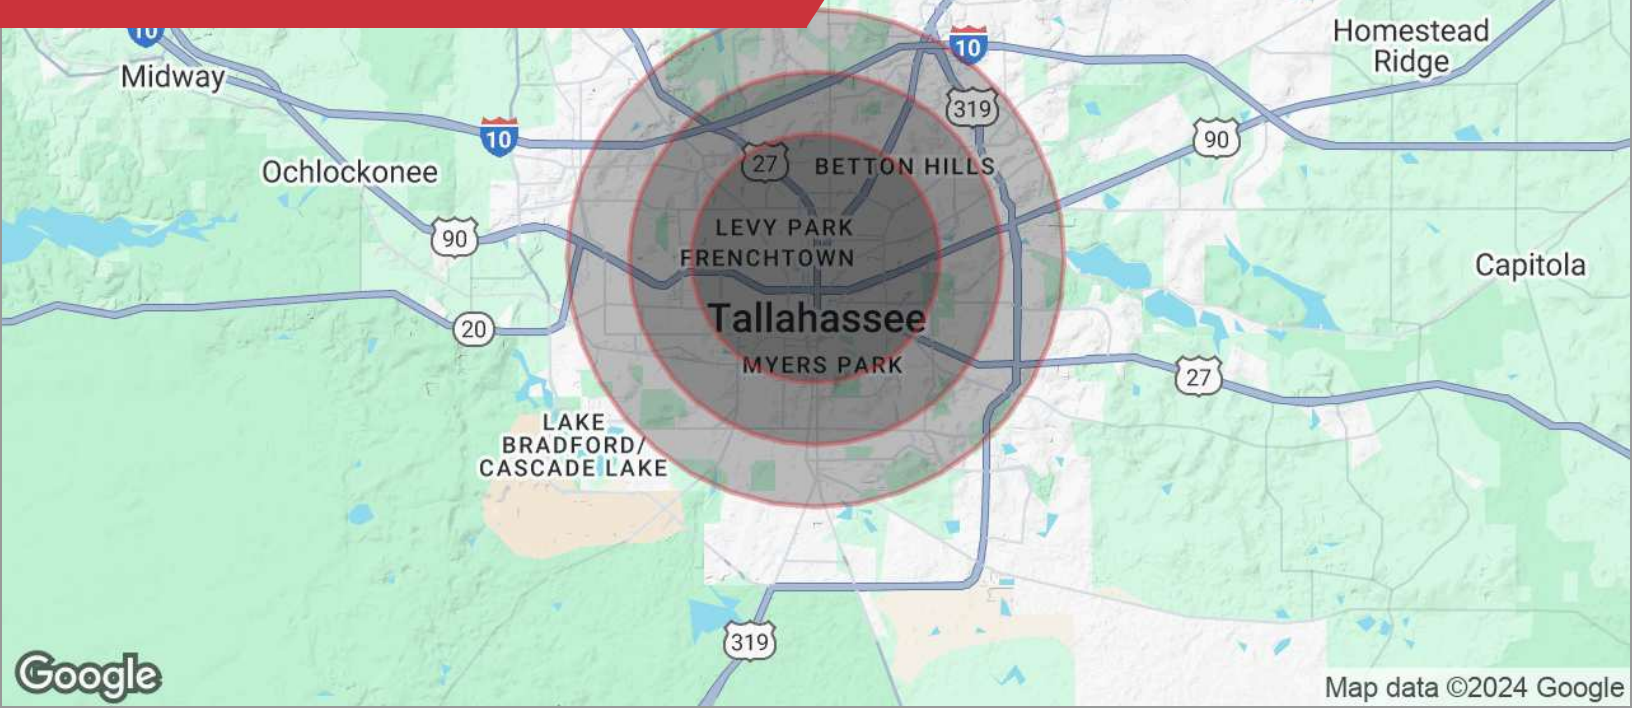 Homestead
Ridge
10
10
Midway
319
10
90
27
BETTON HILLS
Ochlockonee
LEVY PARK
90
FRENCHTOWN
Capitola
Tallahassee
20
MYERS PARK
27
LAKE
BRADFORD/
CASCADE LAKE
319
Google
Map data ©2024 Google